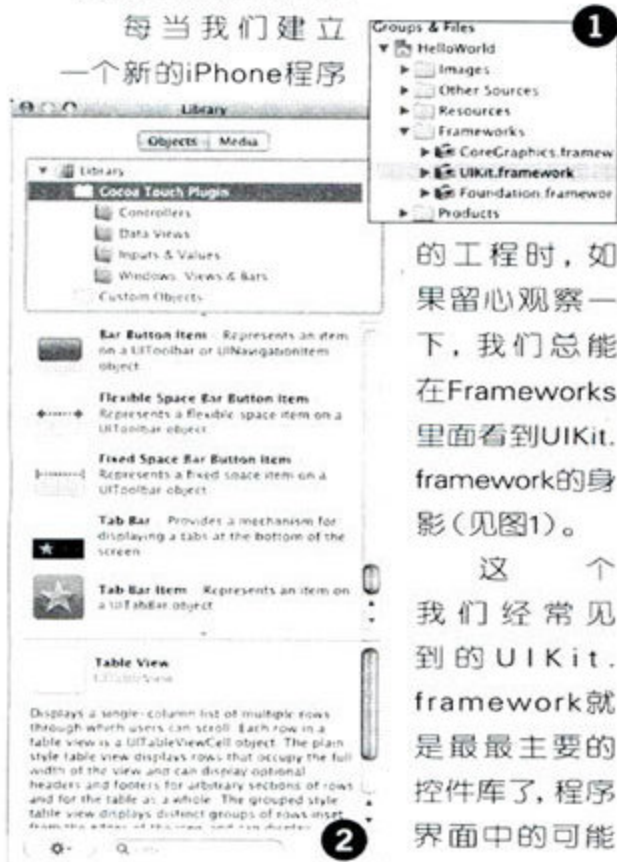 每当我们建立
一个新的iPhone程序
Groups & Files
1
HelloWorld
Images
Other Sources
Resources
Frameworks
CoreGraphics.framew
UIKit.framework
Foundation.framewor
Products
Library
Objects Media
Library
Cocoa Touch Plugin
Controllers
Data Views
Inputs & Values
Windows, Views & Bars
Custom Objects
Bar Button Item Represents an item
on a UIToolbar or UINavigationItem
object.
Flexible Space Bar Button Item
Represents a flexible space item on a
UIToolbar object.
Fixed Space Bar Button Item
Represents a fixed space item on a
UIToolbar object.
Tab Bar Provides a mechanism for
displaying a tabs at the bottom of the
screen.
Tab Bar Item Represents an item on
a UITabBar object.
Table View
UITableView
Displays a single-column list of multiple rows
through which users can scroll. Each row in a
table view is a UITableViewCell object. The plain
style table view displays rows that occupy the full
width of the view and can display optional
headers and footers for arbitrary sections of rows
and for the table as a whole. The grouped style
table view displays distinct groups of rows inset
2
的工程时，如
果留心观察一
下，我们总能
在Frameworks
里面看到UIKit.
framework的身
影（见图1）。
这个
我们经常见
到的UIKit.
framework就
是最最主要的
控件库了，程序
界面中的可能